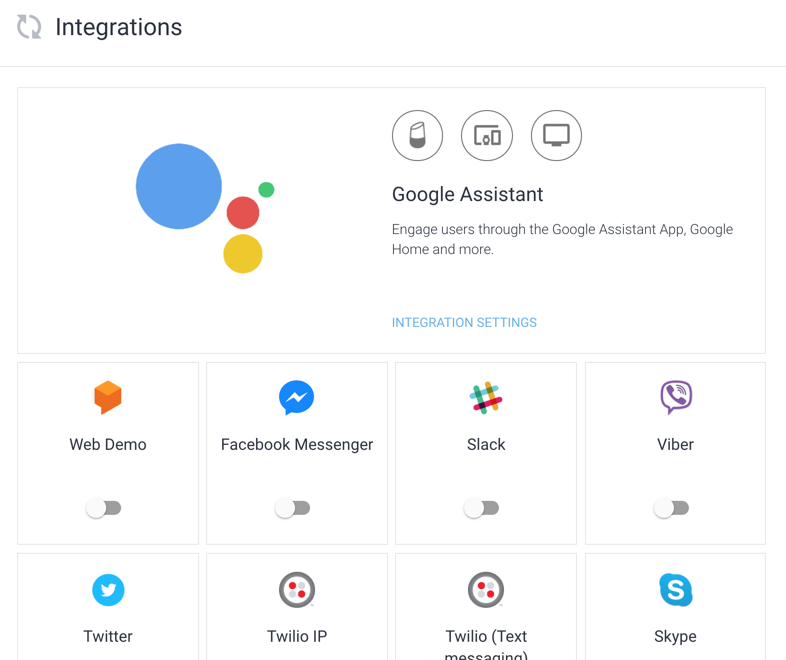 Integrations
Google Assistant
Engage users through the Google Assistant App, Google
Home and more.
INTEGRATION SETTINGS
Web Demo
Facebook Messenger
Slack
Viber
Twitter
Twilio IP
Twilio (Text
messaging)
Skype